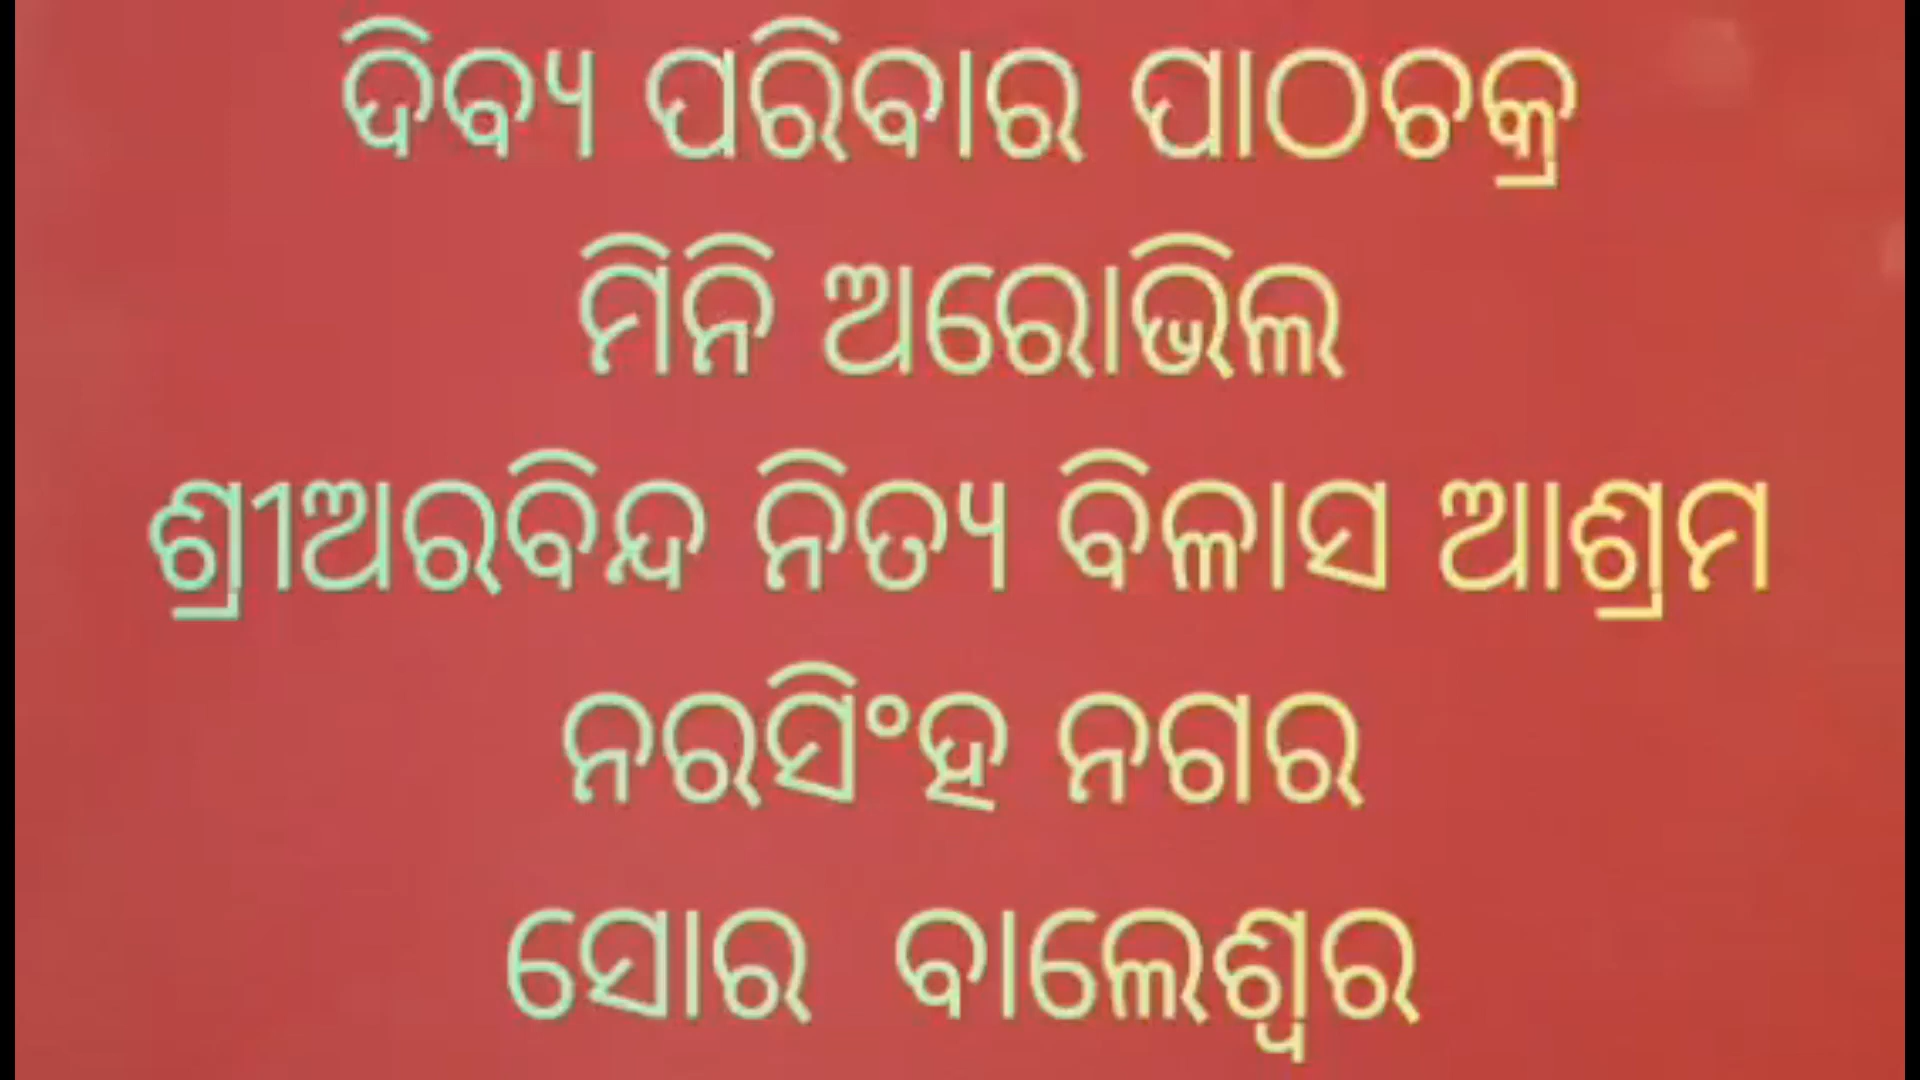 ଦିବ୍ୟ ପରିବାର ପାଠଚକ୍ର
ମିନି ଅରୋଭିଲ
ଶ୍ରୀଅରବିନ୍ଦ ନିତ୍ୟ ବିଳାସ ଆଶ୍ରମ
ନରସିଂହ ନଗର
ସୋର ବାଲେଶ୍ୱର